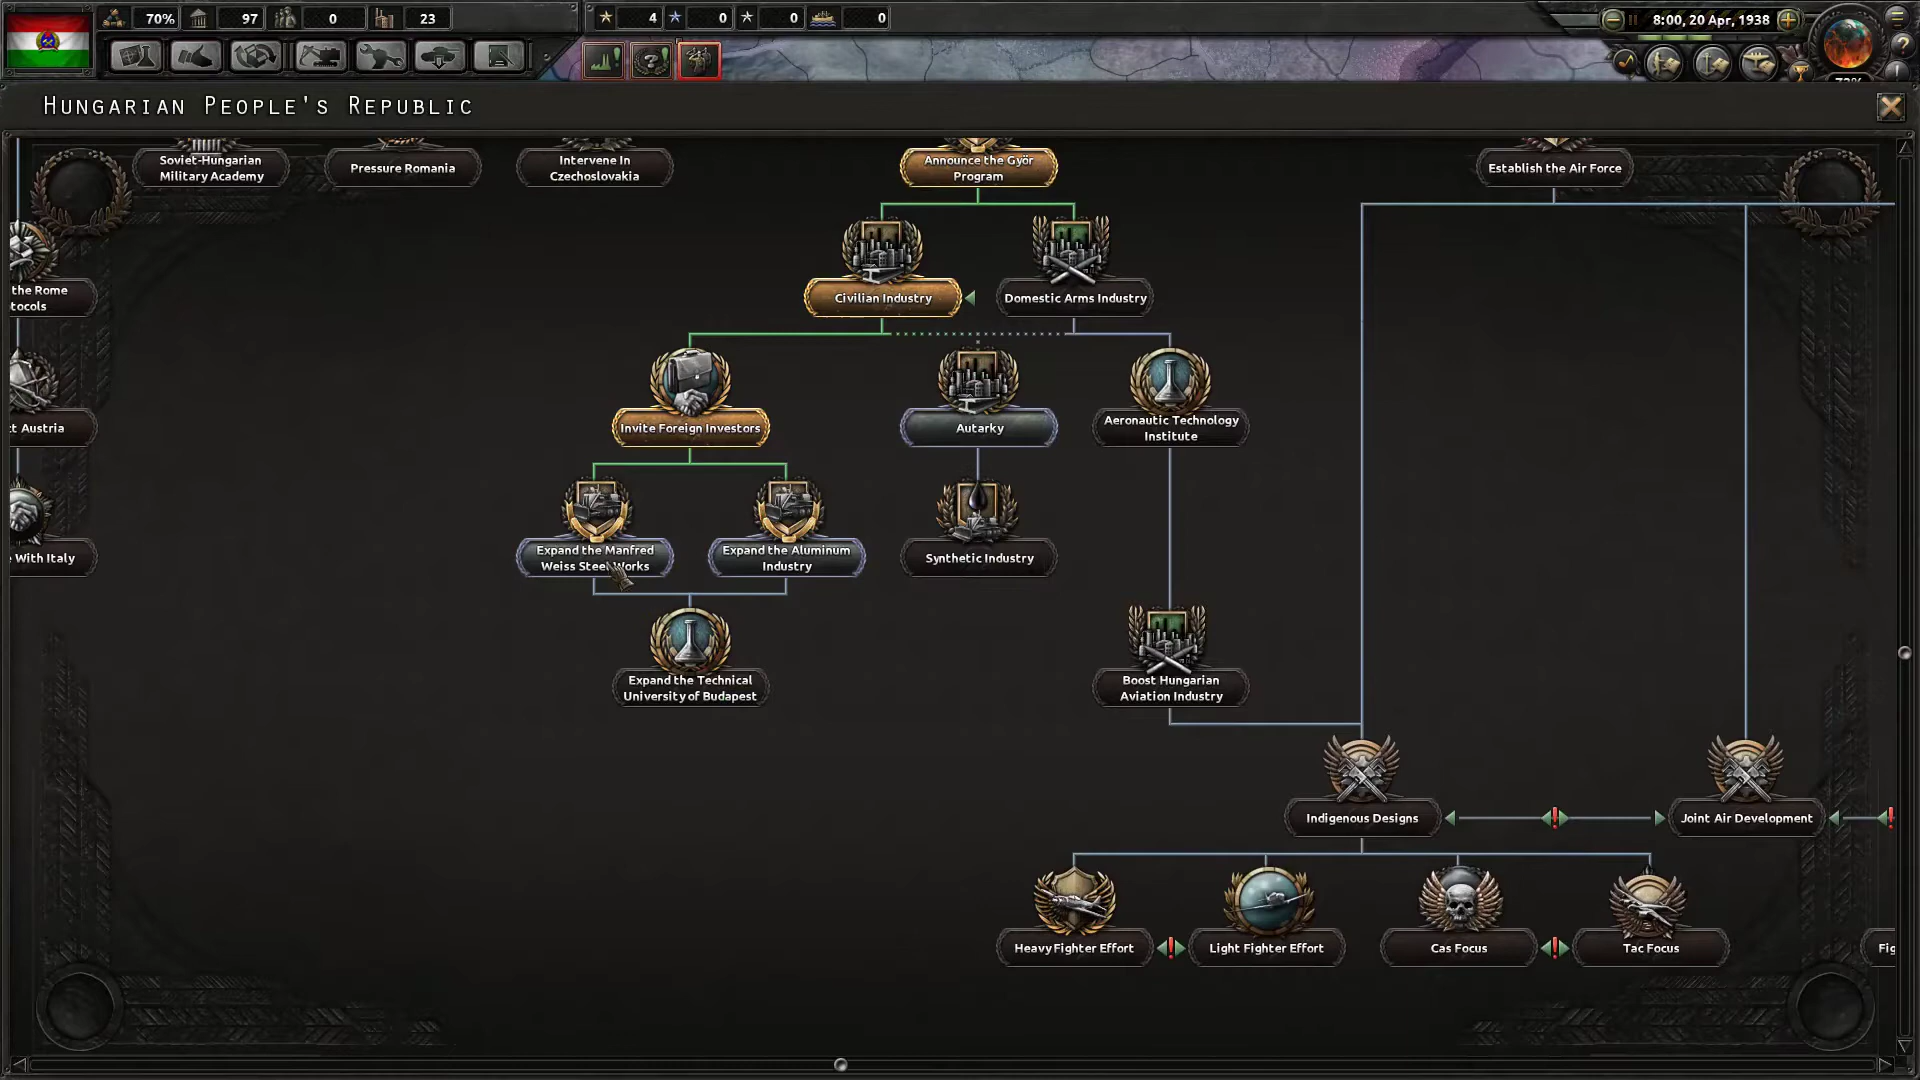 70%
97
0
23
4
0
0
0
8:00, 20 Apr, 1938
Hungarian People's Republic
Soviet-Hungarian
Military Academy
Pressure Romania
Intervene In
Czechoslovakia
Announce the Györ
Program
Establish the Air Force
the Rome
tocols
Civilian Industry
Domestic Arms Industry
ct Austria
Invite Foreign Investors
Autarky
Aeronautic Technology
Institute
With Italy
Expand the Manfred
Weiss Steel Works
Expand the Aluminum
Industry
Synthetic Industry
Expand the Technical
University of Budapest
Boost Hungarian
Aviation Industry
Indigenous Designs
Joint Air Development
Heavy Fighter Effort
Light Fighter Effort
Cas Focus
Tac Focus
Fig